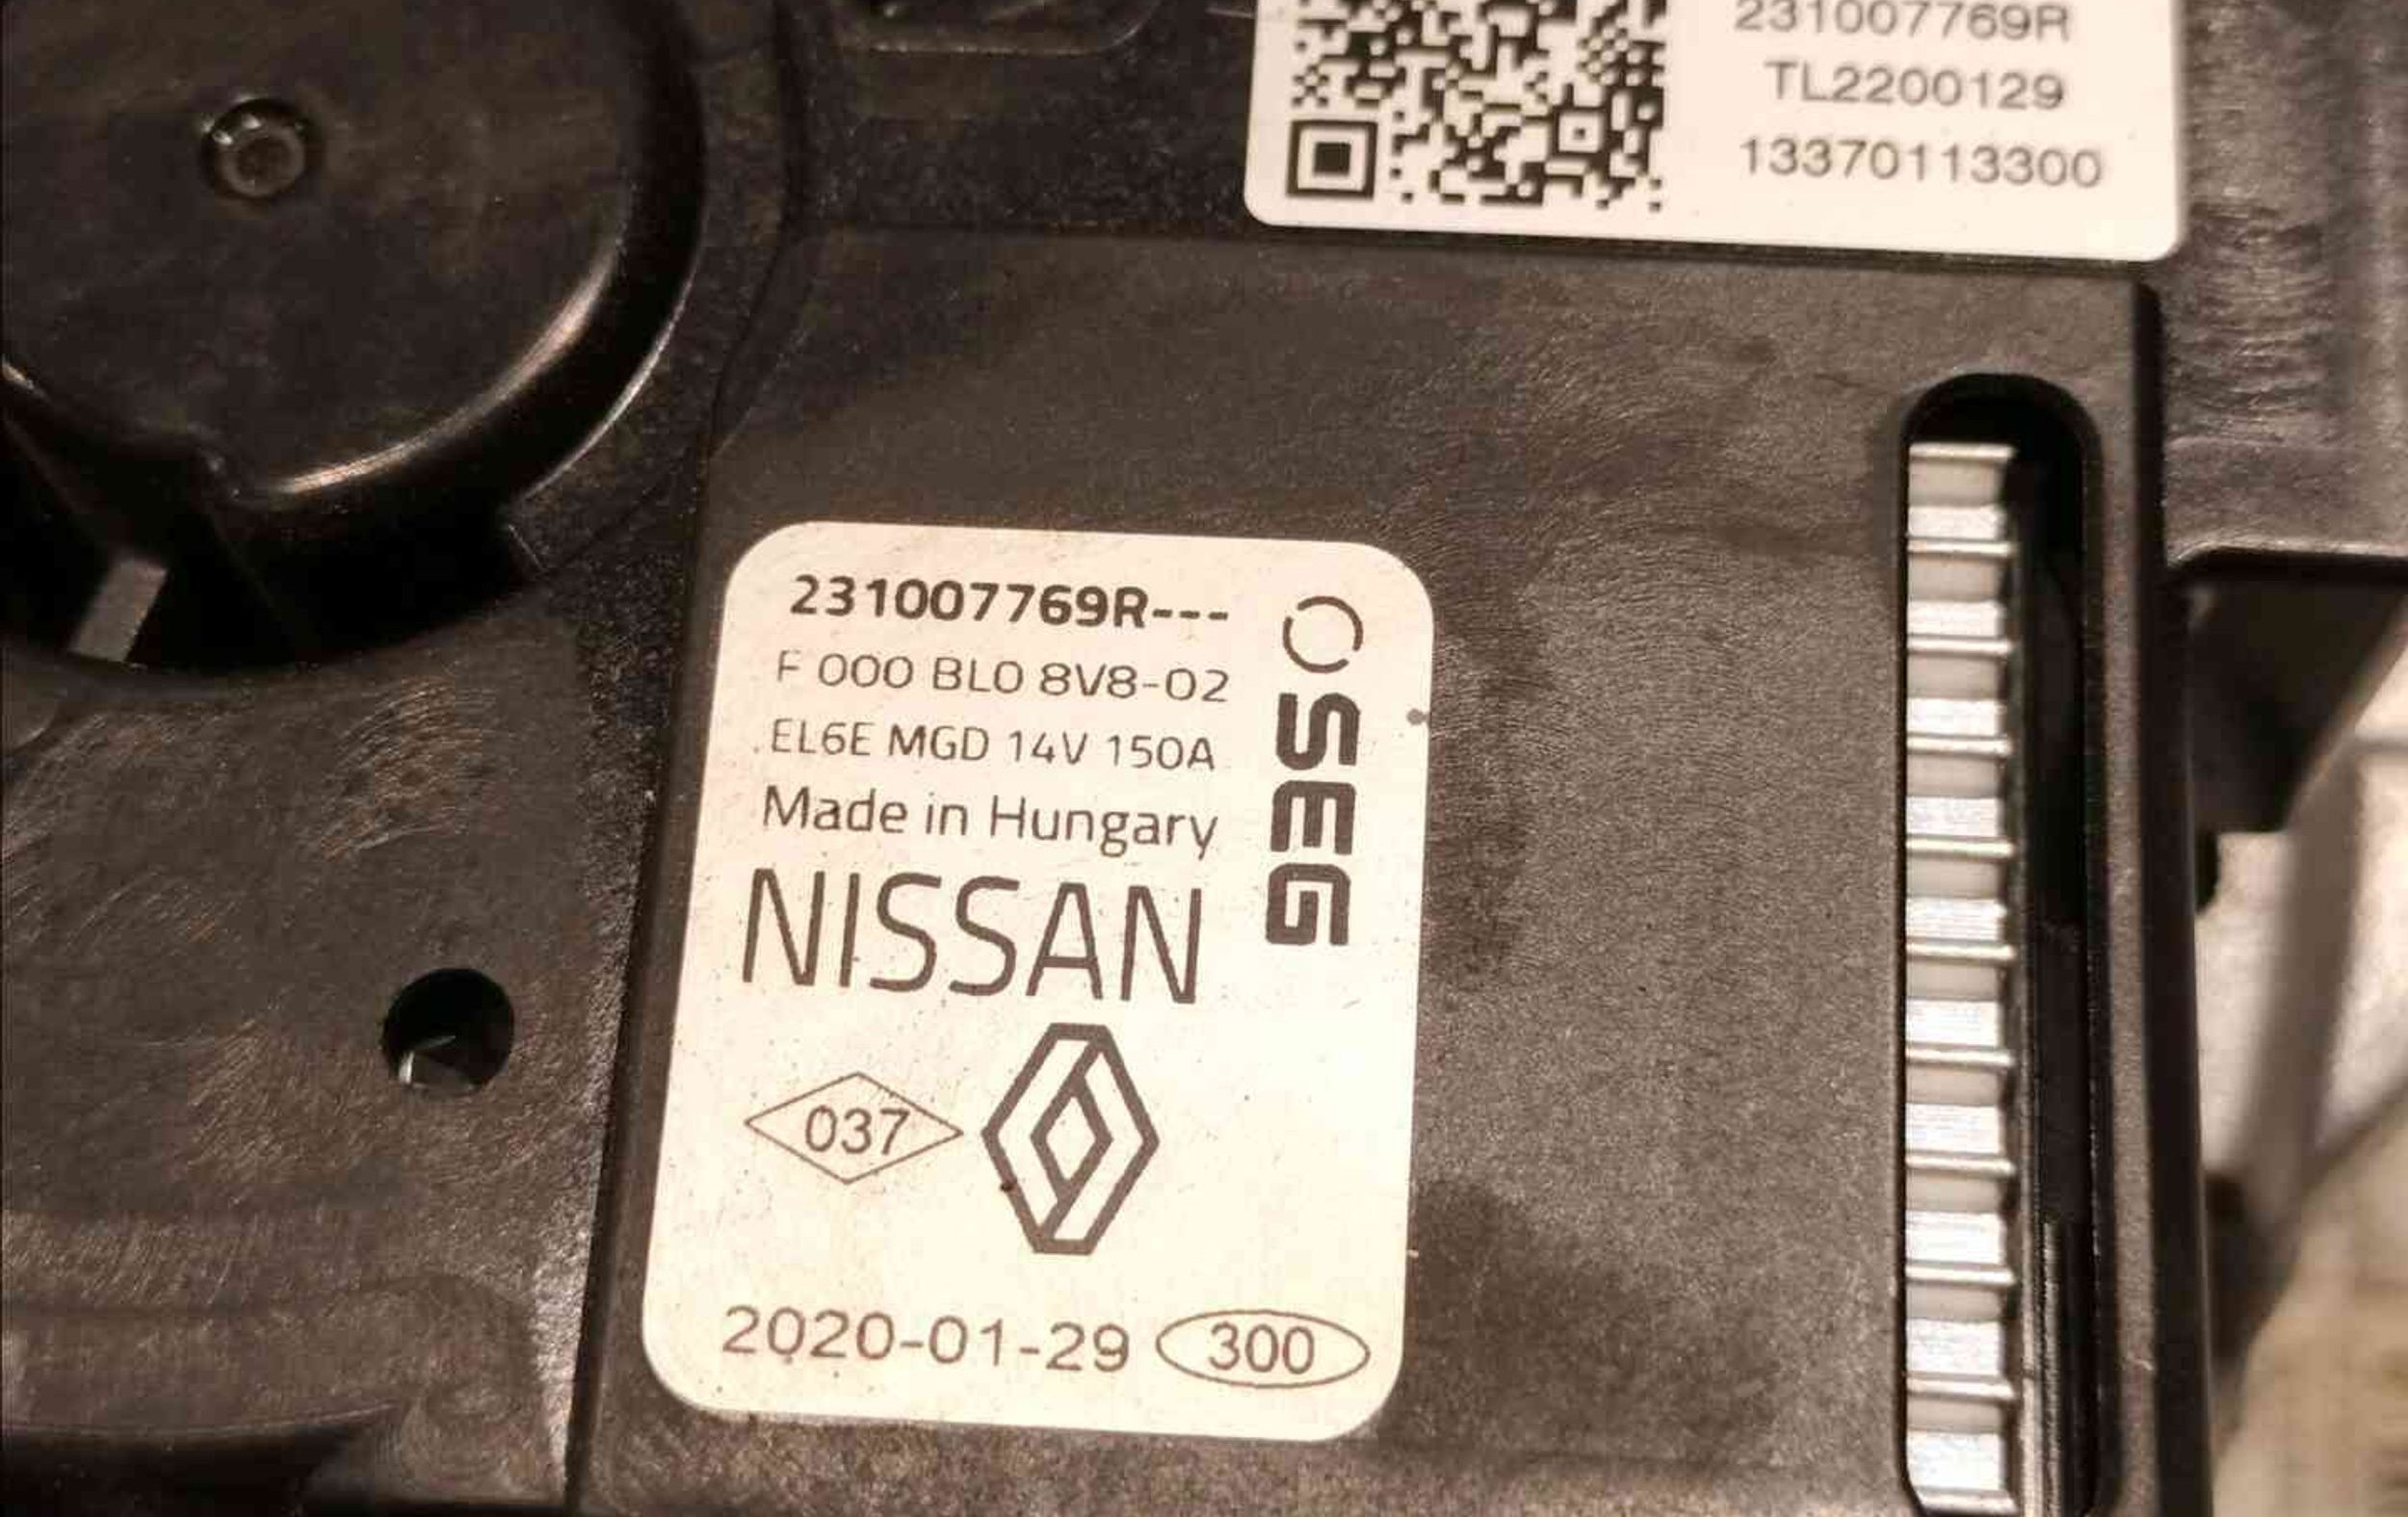 231007769R
TL2200129
13370113300
231007769R---
F 000 BL0 8V8-02
EL6E MGD 14V 150A
Made in Hungary
SEG
NISSAN
037
2020-01-29 300